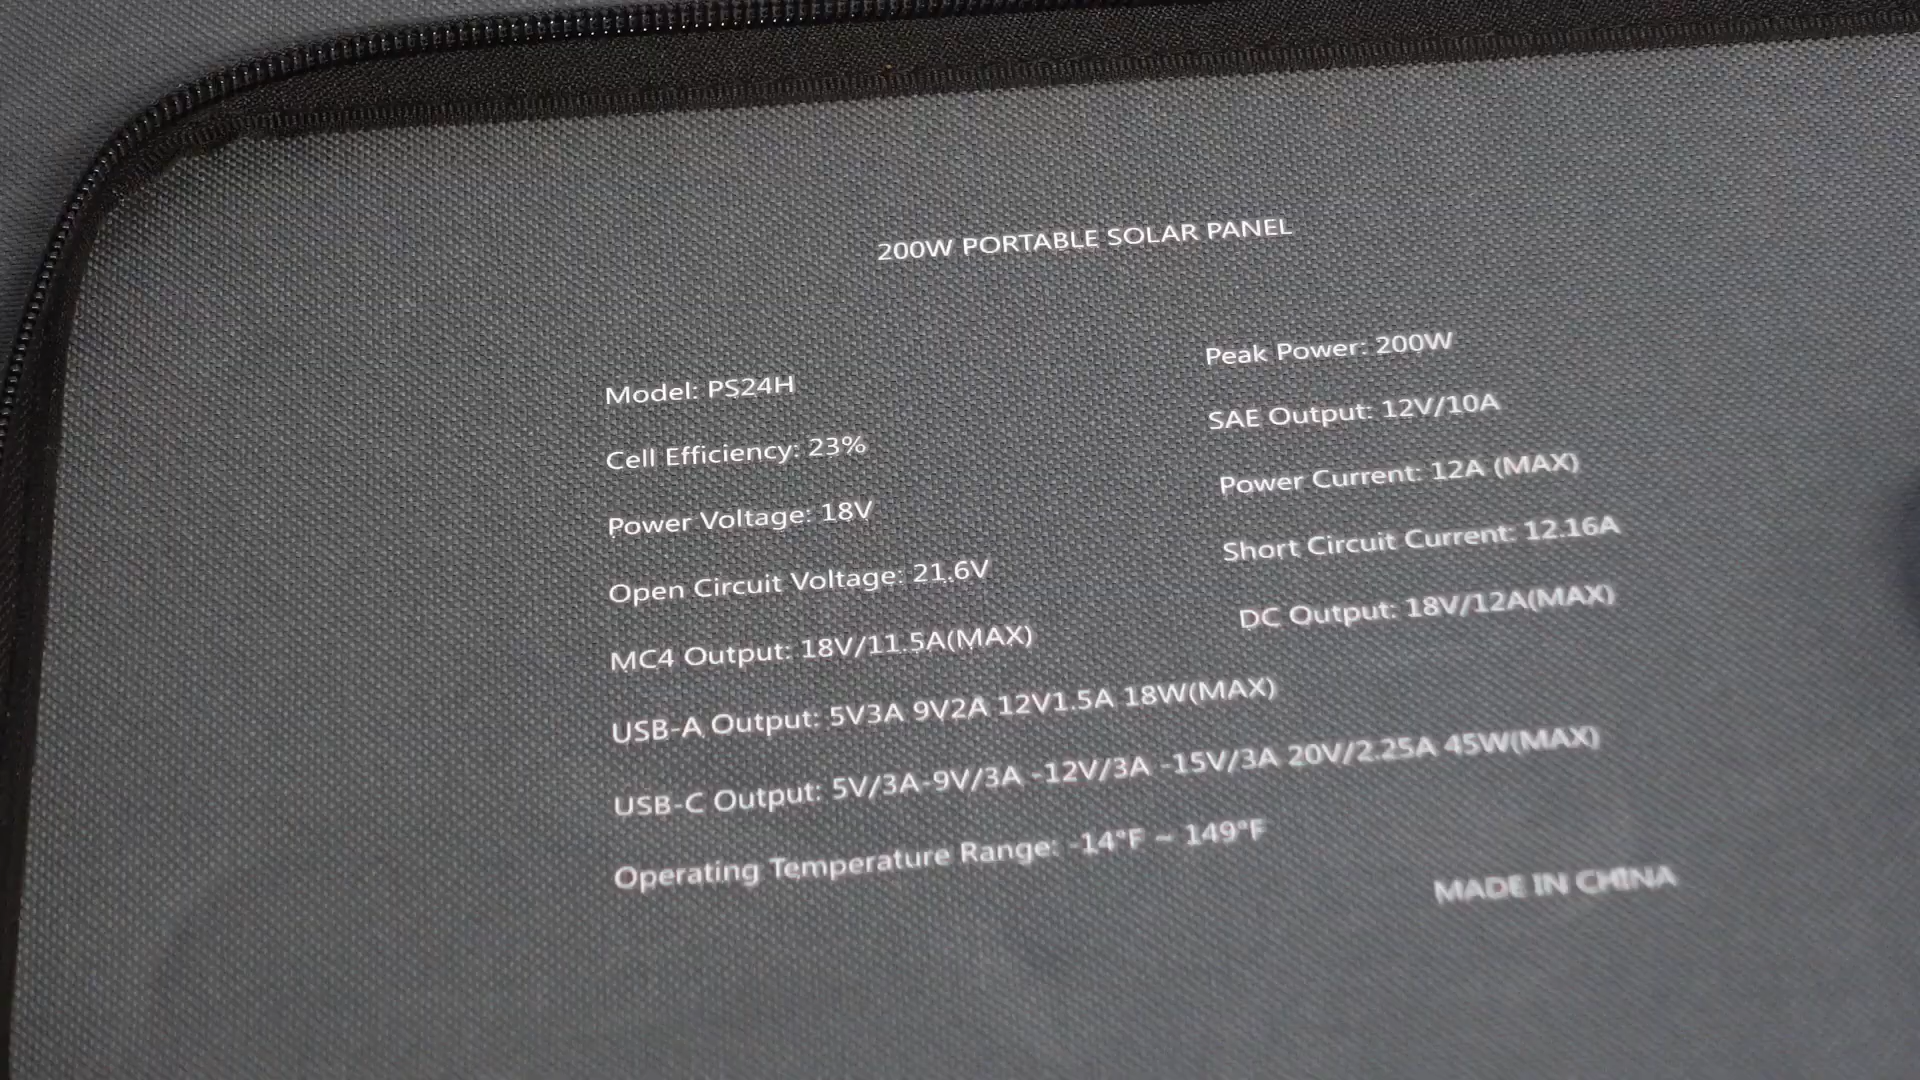 200W PORTABLE SOLAR PANEL
Model: PS24H
Peak Power: 200W
Cell Efficiency: 23%
SAE Output: 12V/10A
Power Voltage: 18V
Power Current: 12A (MAX)
Open Circuit Voltage: 21.6V
Short Circuit Current: 12.16A
MC4 Output: 18V/11.5A(MAX)
DC Output: 18V/12A(MAX)
USB-A Output: 5V3A 9V2A 12V1.5A 18W(MAX)
USB-C Output: 5V/3A-9V/3A -12V/3A -15V/3A 20V/2.25A 45W(MAX)
Operating Temperature Range: -14°F ~ 149°F
MADE IN CHINA